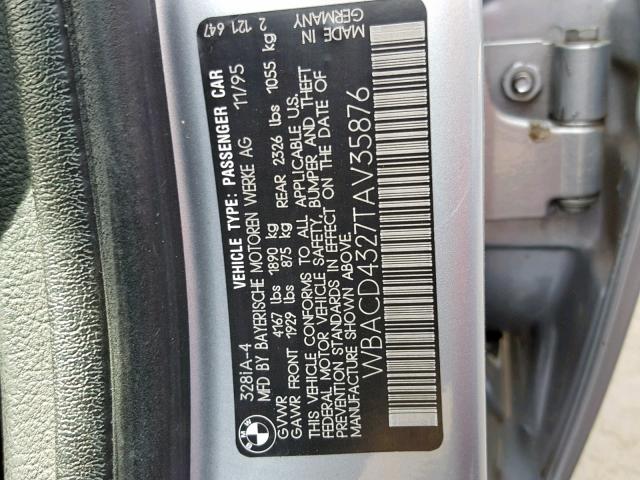 BMW
328iA-4
VEHICLE TYPE: PASSENGER CAR
MFD BY BAYERISCHE MOTOREN WERKE AG 11/95
GVWR 4167 lbs 1890 kg
GAWR FRONT 1929 lbs 875 kg REAR 2326 lbs 1055 kg
THIS VEHICLE CONFORMS TO ALL APPLICABLE U.S.
FEDERAL MOTOR VEHICLE SAFETY, BUMPER AND THEFT
PREVENTION STANDARDS IN EFFECT ON THE DATE OF
MANUFACTURE SHOWN ABOVE.
WBACD4327TAV35876
2 121 647
MADE IN
GERMANY